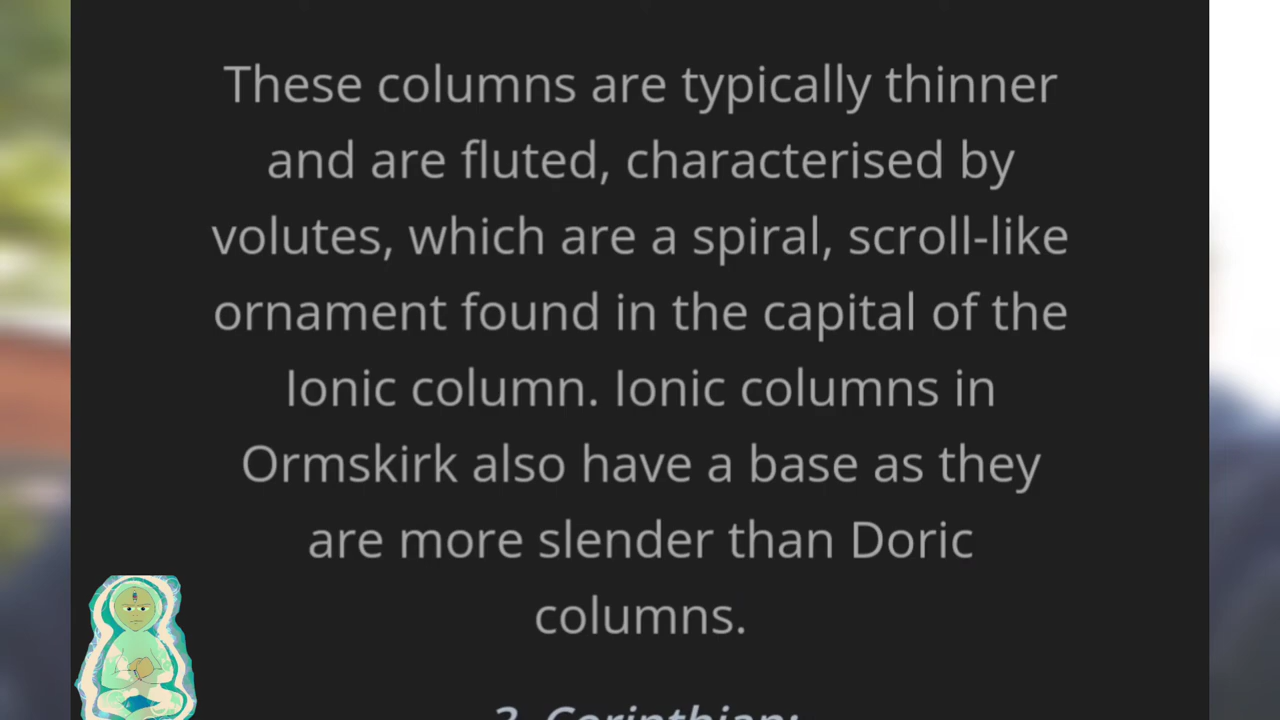 These columns are typically thinner
and are fluted, characterised by
volutes, which are a spiral, scroll-like
ornament found in the capital of the
Ionic column. Ionic columns in
Ormskirk also have a base as they
are more slender than Doric
columns.
Corinthian: